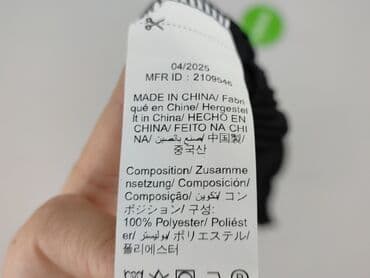 04/2025
MFR ID : 2109546
MADE IN CHINA/ Fabri
qué en Chine/ Hergestel
lt in China/ HECHO EN
CHINA/ FEITO NA CHI
NA/ صنع بالصين/ 中国製/
중국산
Composition/ Zusamme
nsetzung/ Composición/
Composição/ تكوين/ コン
ポジション/ 구성:
100% Polyester/ Poliést
er/ بوليستر/ ポリエステル/
폴리에스터